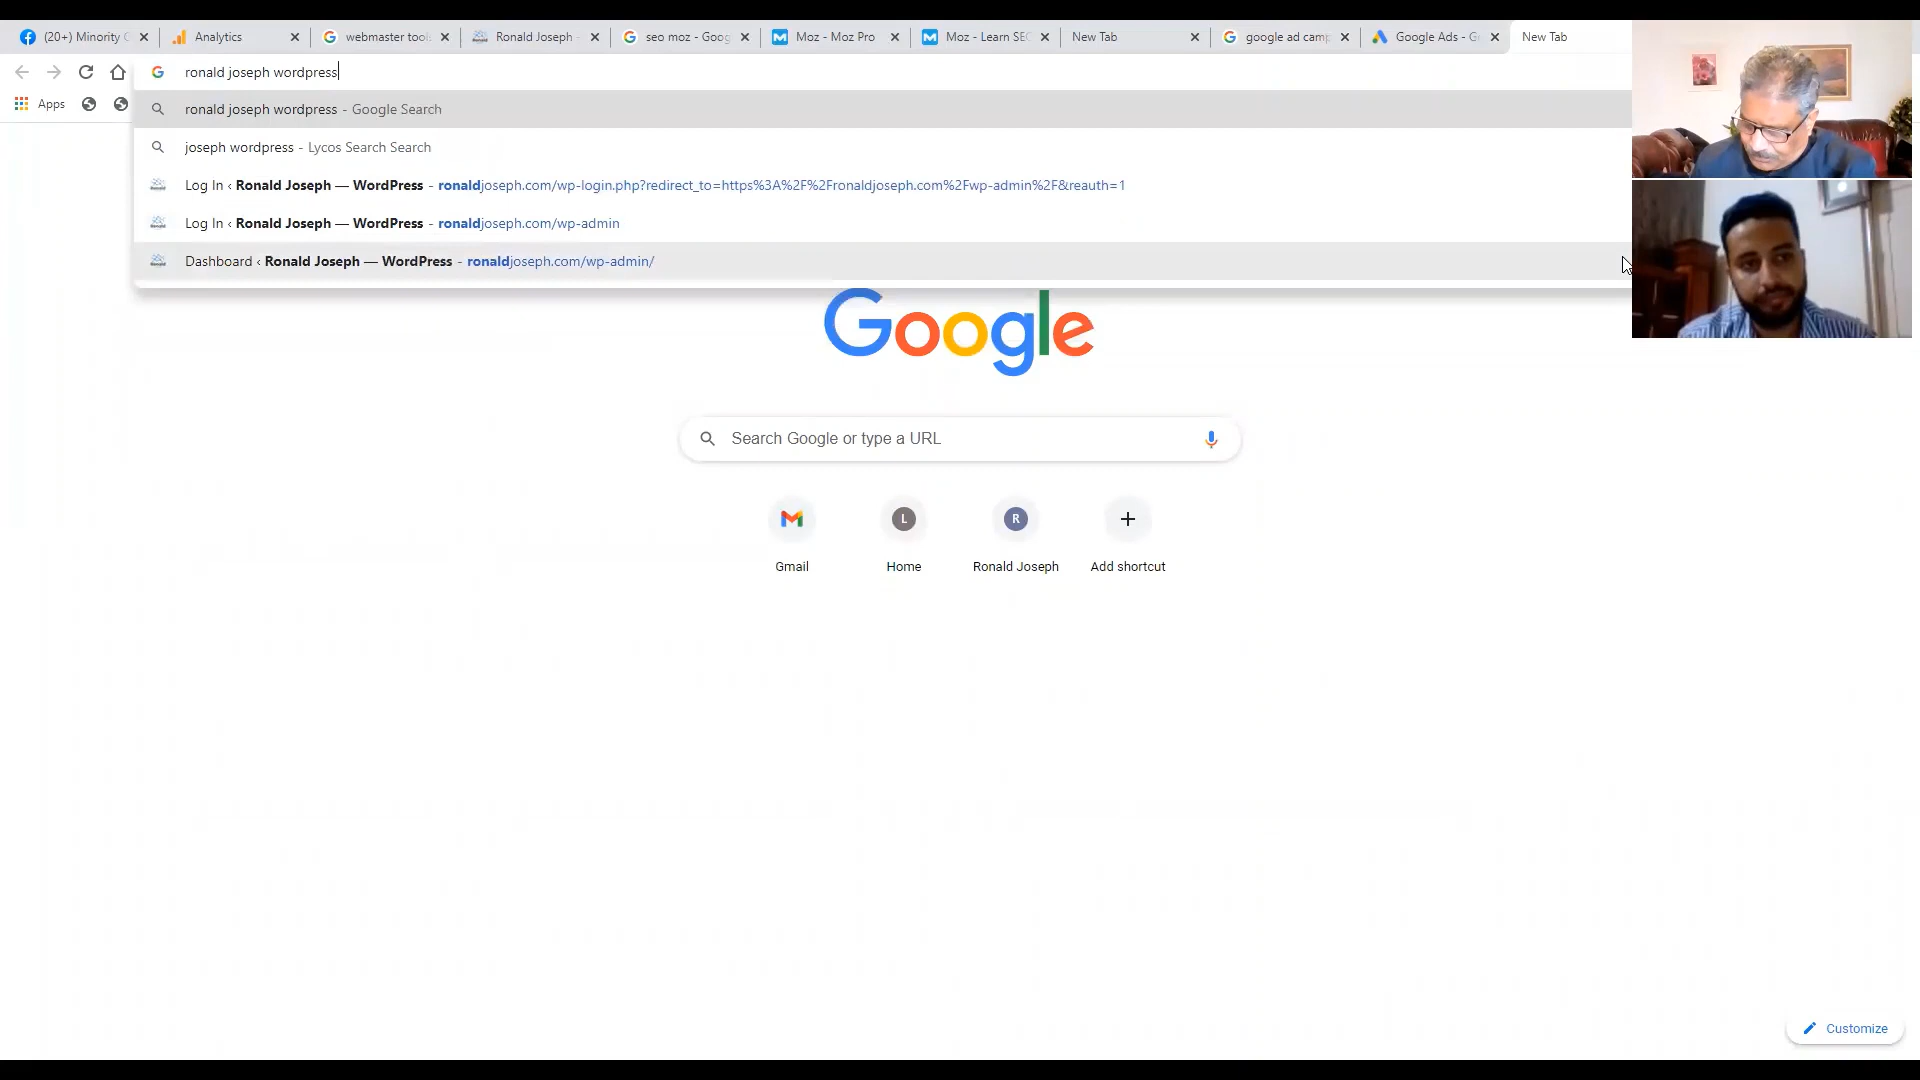 (20+) Minority G
Analytics
webmaster tools
Ronald Joseph -
seo moz - Goog
Moz - Moz Pro
Moz - Learn SEO
New Tab
google ad camp
Google Ads - G
New Tab
ronald joseph wordpress
Apps
ronald joseph wordpress - Google Search
joseph wordpress - Lycos Search Search
Log In ‹ Ronald Joseph — WordPress - ronaldjoseph.com/wp-login.php?redirect_to=https%3A%2F%2Fronaldjoseph.com%2Fwp-admin%2F&reauth=1
Log In ‹ Ronald Joseph — WordPress - ronaldjoseph.com/wp-admin
Dashboard ‹ Ronald Joseph — WordPress - ronaldjoseph.com/wp-admin/
Google
Search Google or type a URL
L
R
Gmail
Home
Ronald Joseph
Add shortcut
Customize